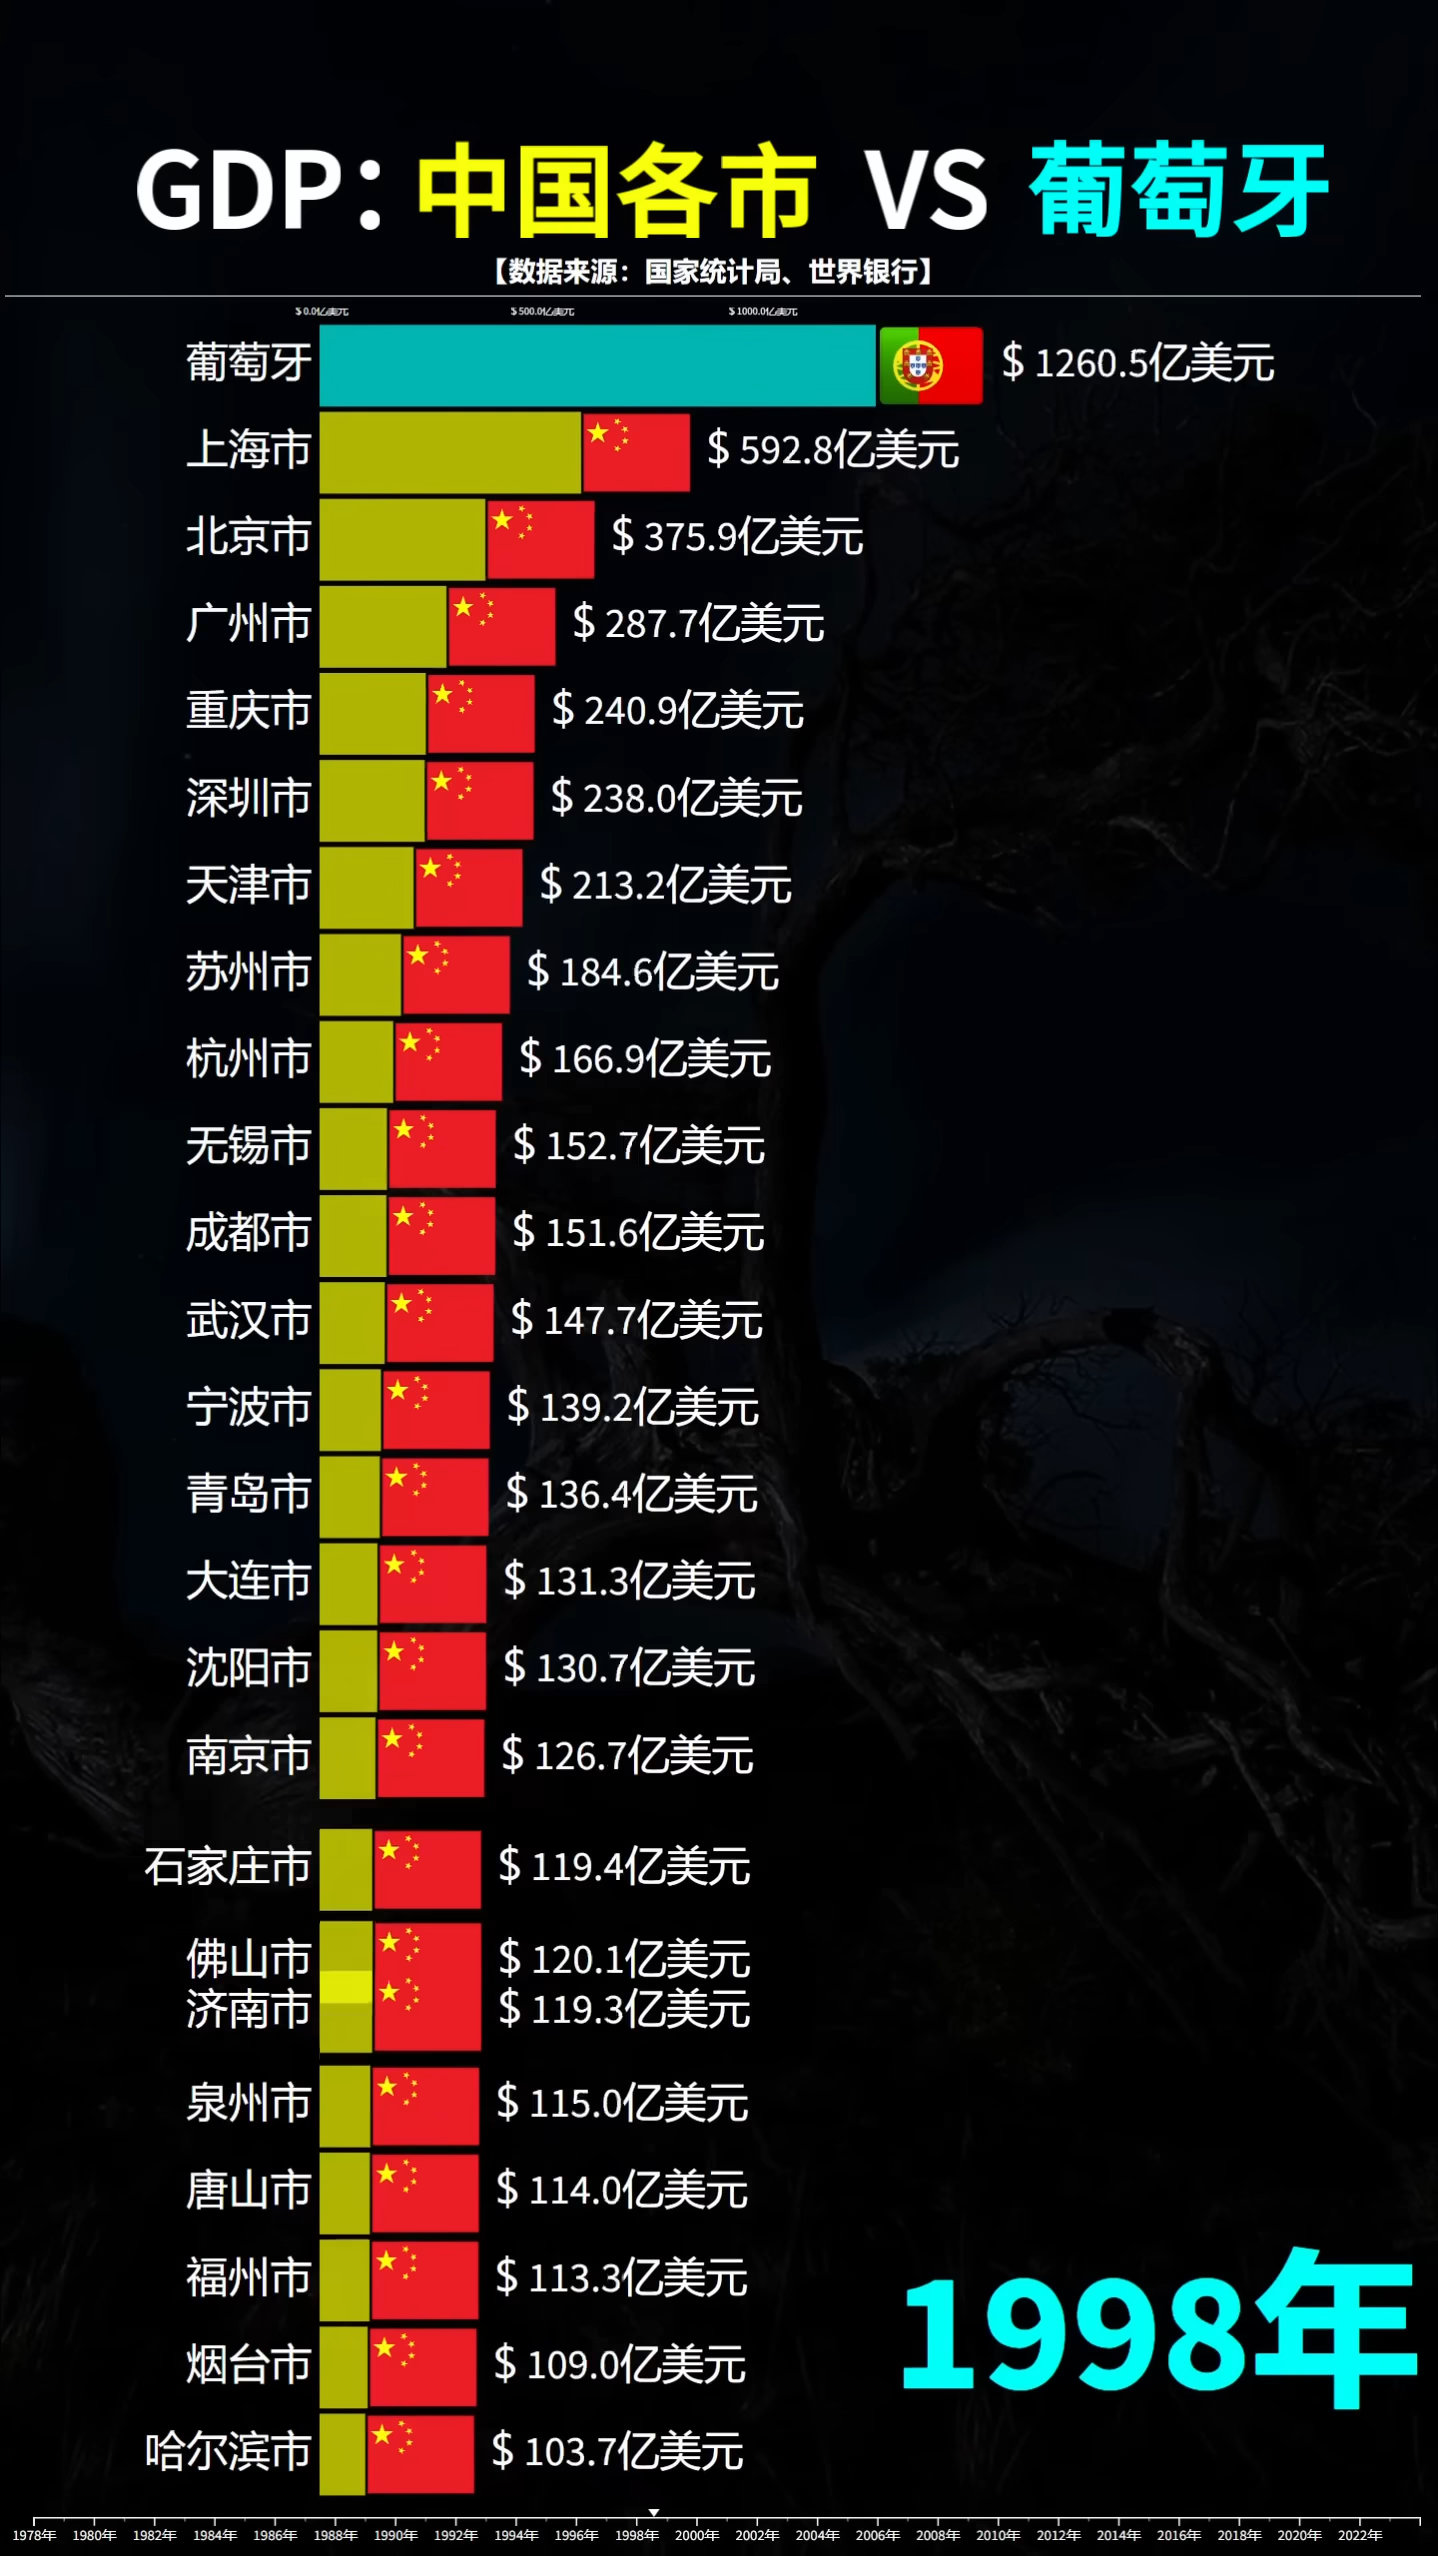 GDP：中国各市 VS 葡萄牙
【数据来源：国家统计局、世界银行】
$ 0.0亿美元 $ 500.0亿美元 $ 1000.0亿美元
葡萄牙 $ 1260.5亿美元
上海市 $ 592.8亿美元
北京市 $ 375.9亿美元
广州市 $ 287.7亿美元
重庆市 $ 240.9亿美元
深圳市 $ 238.0亿美元
天津市 $ 213.2亿美元
苏州市 $ 184.6亿美元
杭州市 $ 166.9亿美元
无锡市 $ 152.7亿美元
成都市 $ 151.6亿美元
武汉市 $ 147.7亿美元
宁波市 $ 139.2亿美元
青岛市 $ 136.4亿美元
大连市 $ 131.3亿美元
沈阳市 $ 130.7亿美元
南京市 $ 126.7亿美元
石家庄市 $ 119.4亿美元
佛山市 $ 120.1亿美元
济南市 $ 119.3亿美元
泉州市 $ 115.0亿美元
唐山市 $ 114.0亿美元
福州市 $ 113.3亿美元
烟台市 $ 109.0亿美元
哈尔滨市 $ 103.7亿美元
1998年
1978年 1980年 1982年 1984年 1986年 1988年 1990年 1992年 1994年 1996年 1998年 2000年 2002年 2004年 2006年 2008年 2010年 2012年 2014年 2016年 2018年 2020年 2022年